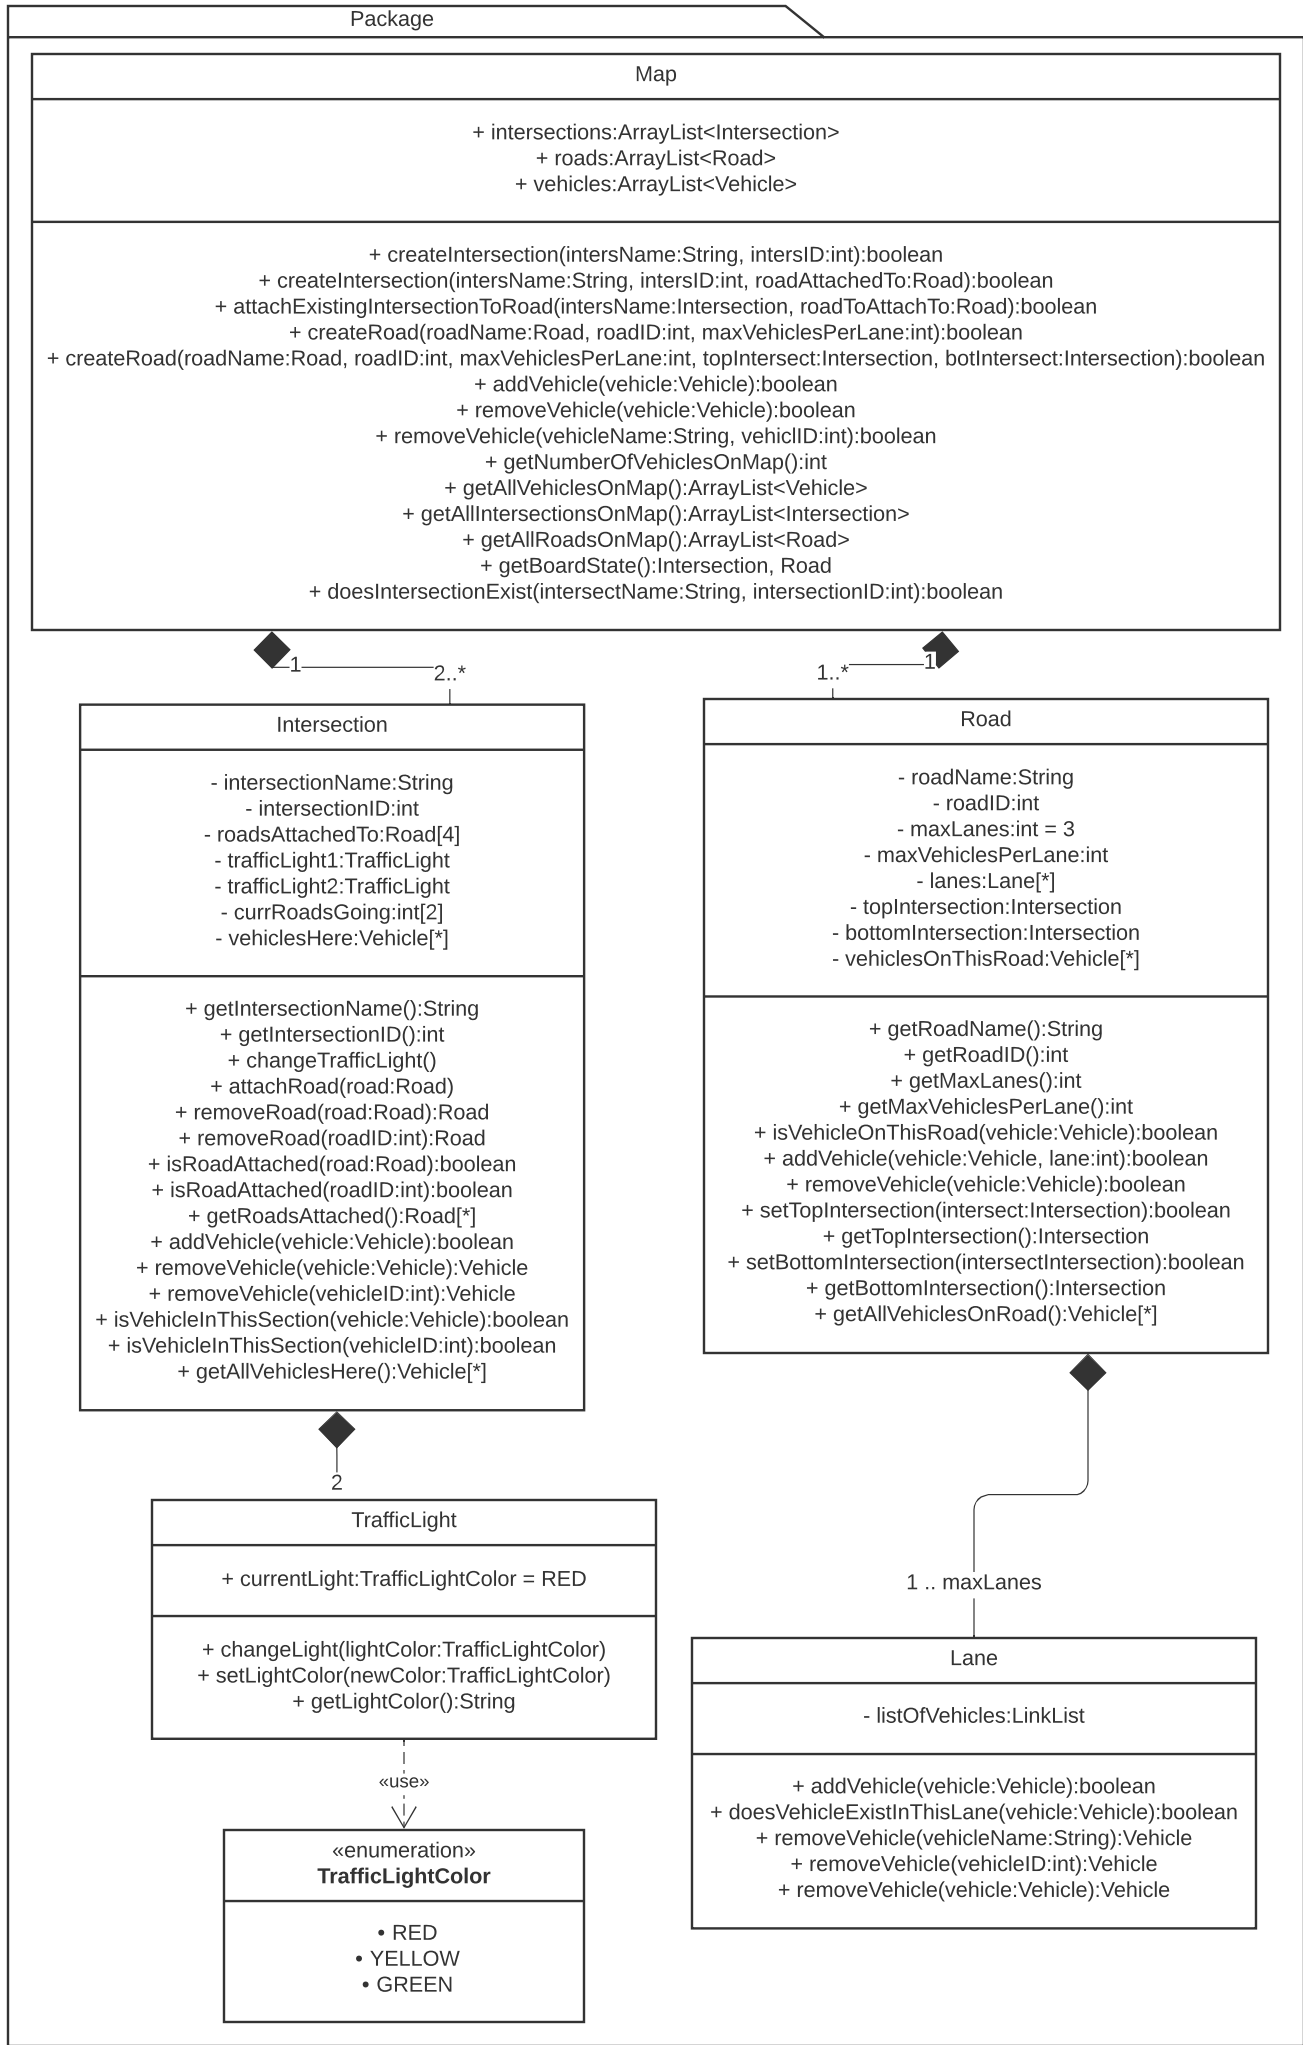 Package
Map
+ intersections:ArrayList<Intersection>
+ roads:ArrayList<Road>
+ vehicles:ArrayList<Vehicle>
+ createIntersection(intersName:String, intersID:int):boolean
+ createIntersection(intersName:String, intersID:int, roadAttachedTo:Road):boolean
+ attachExistingIntersectionToRoad(intersName:Intersection, roadToAttachTo:Road):boolean
+ createRoad(roadName:Road, roadID:int, maxVehiclesPerLane:int):boolean
+ createRoad(roadName:Road, roadID:int, maxVehiclesPerLane:int, topIntersect:Intersection, botIntersect:Intersection):boolean
+ addVehicle(vehicle:Vehicle):boolean
+ removeVehicle(vehicle:Vehicle):boolean
+ removeVehicle(vehicleName:String, vehiclID:int):boolean
+ getNumberOfVehiclesOnMap():int
+ getAllVehiclesOnMap():ArrayList<Vehicle>
+ getAllIntersectionsOnMap():ArrayList<Intersection>
+ getAllRoadsOnMap():ArrayList<Road>
+ getBoardState():Intersection, Road
+ doesIntersectionExist(intersectName:String, intersectionID:int):boolean
1
2..*
1
1..*
Intersection
- intersectionName:String
- intersectionID:int
- roadsAttachedTo:Road[4]
- trafficLight1:TrafficLight
- trafficLight2:TrafficLight
- currRoadsGoing:int[2]
- vehiclesHere:Vehicle[*]
+ getIntersectionName():String
+ getIntersectionID():int
+ changeTrafficLight()
+ attachRoad(road:Road)
+ removeRoad(road:Road):Road
+ removeRoad(roadID:int):Road
+ isRoadAttached(road:Road):boolean
+ isRoadAttached(roadID:int):boolean
+ getRoadsAttached():Road[*]
+ addVehicle(vehicle:Vehicle):boolean
+ removeVehicle(vehicle:Vehicle):Vehicle
+ removeVehicle(vehicleID:int):Vehicle
+ isVehicleInThisSection(vehicle:Vehicle):boolean
+ isVehicleInThisSection(vehicleID:int):boolean
+ getAllVehiclesHere():Vehicle[*]
Road
- roadName:String
- roadID:int
- maxLanes:int = 3
- maxVehiclesPerLane:int
- lanes:Lane[*]
- topIntersection:Intersection
- bottomIntersection:Intersection
- vehiclesOnThisRoad:Vehicle[*]
+ getRoadName():String
+ getRoadID():int
+ getMaxLanes():int
+ getMaxVehiclesPerLane():int
+ isVehicleOnThisRoad(vehicle:Vehicle):boolean
+ addVehicle(vehicle:Vehicle, lane:int):boolean
+ removeVehicle(vehicle:Vehicle):boolean
+ setTopIntersection(intersect:Intersection):boolean
+ getTopIntersection():Intersection
+ setBottomIntersection(intersectIntersection):boolean
+ getBottomIntersection():Intersection
+ getAllVehiclesOnRoad():Vehicle[*]
2
TrafficLight
+ currentLight:TrafficLightColor = RED
+ changeLight(lightColor:TrafficLightColor)
+ setLightColor(newColor:TrafficLightColor)
+ getLightColor():String
«use»
«enumeration»
TrafficLightColor
• RED
• YELLOW
• GREEN
1 .. maxLanes
Lane
- listOfVehicles:LinkList
+ addVehicle(vehicle:Vehicle):boolean
+ doesVehicleExistInThisLane(vehicle:Vehicle):boolean
+ removeVehicle(vehicleName:String):Vehicle
+ removeVehicle(vehicleID:int):Vehicle
+ removeVehicle(vehicle:Vehicle):Vehicle